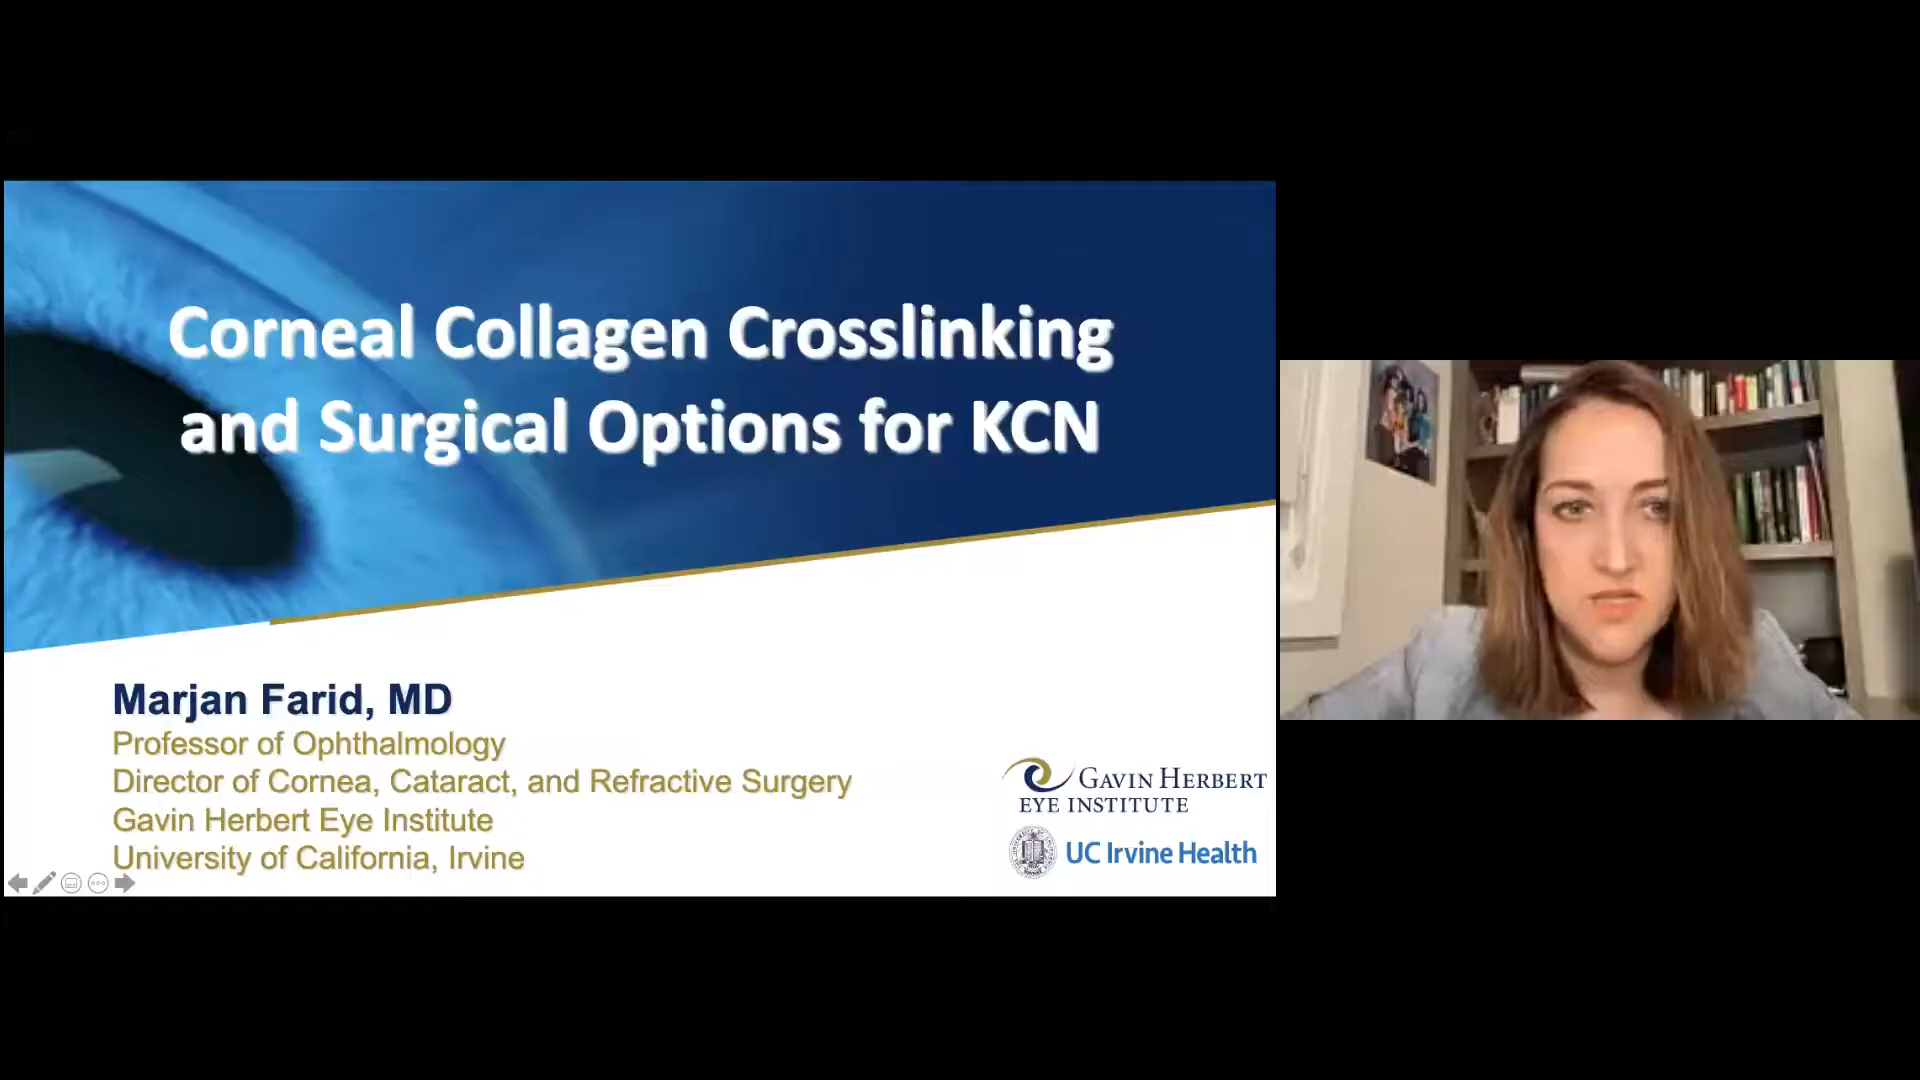 Corneal Collagen Crosslinking
and Surgical Options for KCN
Marjan Farid, MD
Professor of Ophthalmology
Director of Cornea, Cataract, and Refractive Surgery
Gavin Herbert Eye Institute
University of California, Irvine
GAVIN HERBERT
EYE INSTITUTE
UC Irvine Health